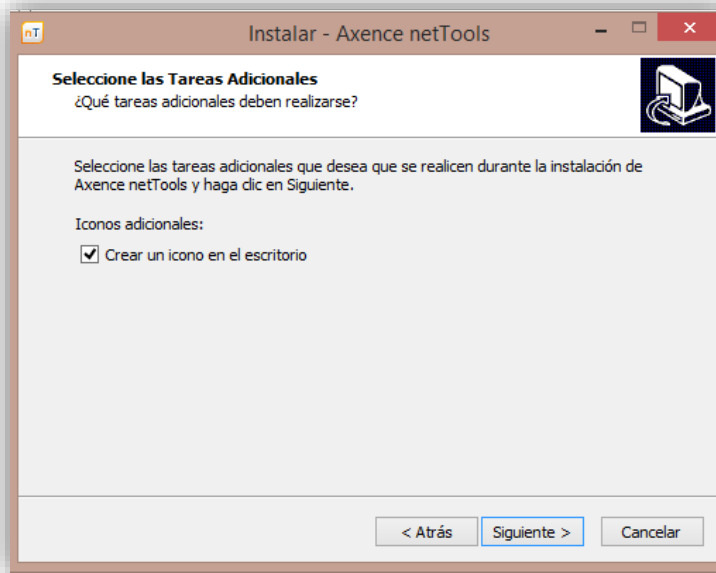 nT
Instalar - Axence netTools
Seleccione las Tareas Adicionales
¿Qué tareas adicionales deben realizarse?
Seleccione las tareas adicionales que desea que se realicen durante la instalación de
Axence netTools y haga clic en Siguiente.
Iconos adicionales:
Crear un icono en el escritorio
< Atrás
Siguiente >
Cancelar